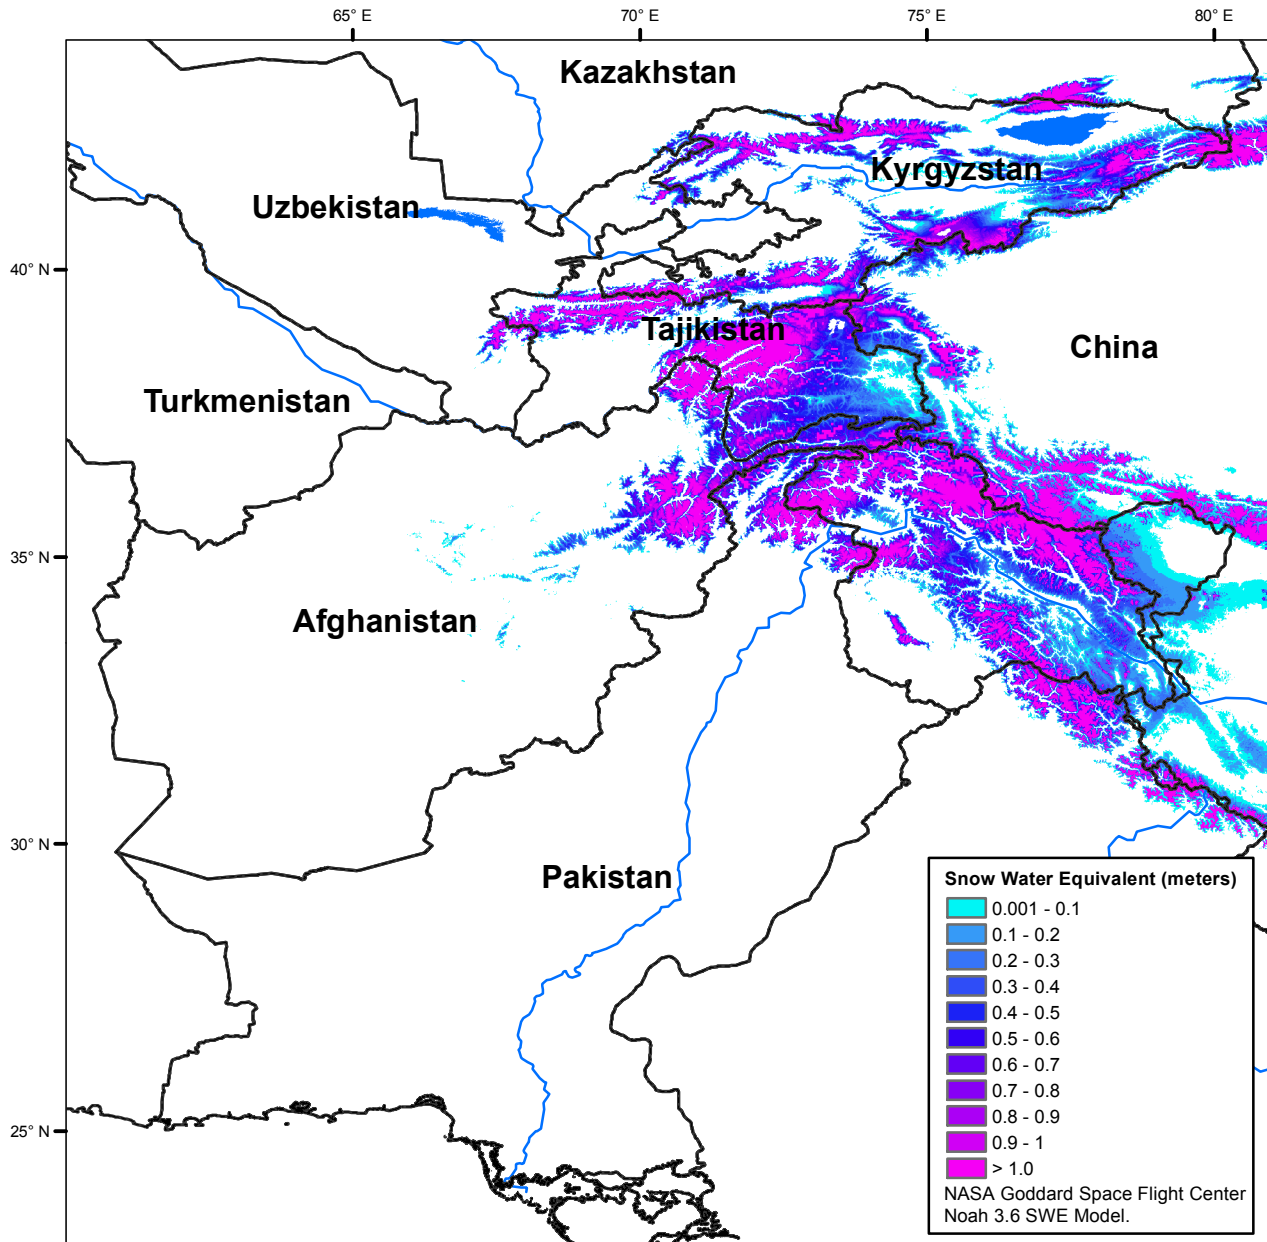 65° E
70° E
75° E
80° E
Kazakhstan
Kyrgyzstan
Uzbekistan
40° N
Tajikistan
China
Turkmenistan
35° N
Afghanistan
30° N
Pakistan
Snow Water Equivalent (meters)
0.001 - 0.1
0.1 - 0.2
0.2 - 0.3
0.3 - 0.4
0.4 - 0.5
0.5 - 0.6
0.6 - 0.7
0.7 - 0.8
0.8 - 0.9
0.9 - 1
> 1.0
25° N
NASA Goddard Space Flight Center
Noah 3.6 SWE Model.